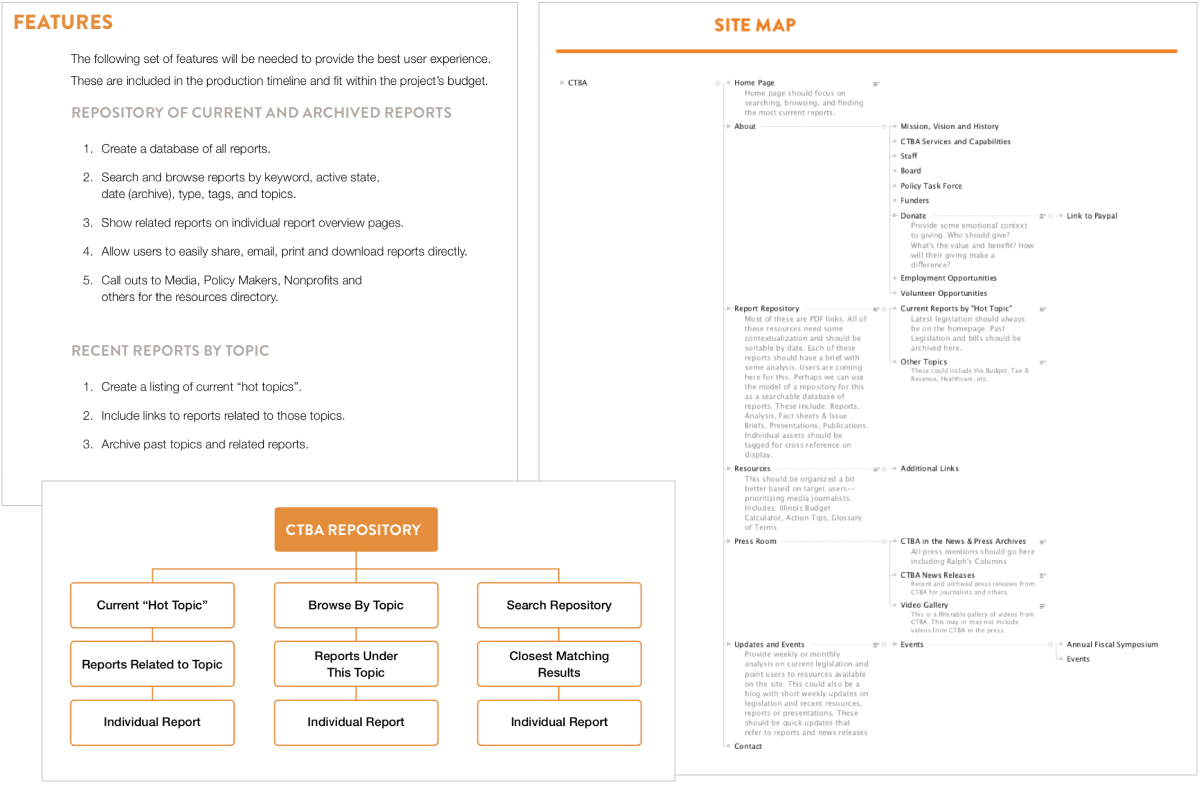 FEATURES
The following set of features will be needed to provide the best user experience.
These are included in the production timeline and fit within the project's budget.
REPOSITORY OF CURRENT AND ARCHIVED REPORTS
1. Create a database of all reports.
2. Search and browse reports by keyword, active state,
date (archive), type, tags, and topics.
3. Show related reports on individual report overview pages.
4. Allow users to easily share, email, print and download reports directly.
5. Call outs to Media, Policy Makers, Nonprofits and
others for the resources directory.
RECENT REPORTS BY TOPIC
1. Create a listing of current “hot topics”.
2. Include links to reports related to those topics.
3. Archive past topics and related reports.
CTBA REPOSITORY
Current “Hot Topic”
Browse By Topic
Search Repository
Reports Related to Topic
Reports Under
This Topic
Closest Matching
Results
Individual Report
Individual Report
Individual Report
SITE MAP
CTBA
Home Page
Home page should focus on
searching, browsing, and finding
the most current reports.
About
Mission, Vision and History
CTBA Services and Capabilities
Staff
Board
Policy Task Force
Funders
Donate
Provide some emotional context
to giving. Who should give?
What's the value and benefit? How
will their giving make a
difference?
Link to Paypal
Employment Opportunities
Volunteer Opportunities
Report Repository
Most of these are PDF links. All of
these resources need some
contextualization and should be
sortable by date. Each of these
reports should have a brief with
some analysis. Users are coming
here for this. Perhaps we can use
the model of a repository for this
as a searchable database of
reports. These include: Reports,
Analysis, Fact sheets & Issue
Briefs, Presentations, Publications.
Individual assets should be
tagged for cross reference on
display.
Current Reports by "Hot Topic"
Latest legislation should always
be on the homepage. Past
Legislation and bills should be
archived here.
Other Topics
These could include the Budget, Tax &
Revenue, Healthcare, etc.
Resources
This should be organized a bit
better based on target users--
prioritizing media journalists.
Includes: Illinois Budget
Calculator, Action Tips, Glossary
of Terms
Additional Links
Press Room
CTBA in the News & Press Archives
All press mentions should go here
including Ralph's Columns
CTBA News Releases
Recent and archived press releases from
CTBA for journalists and others.
Video Gallery
This is a filterable gallery of videos from
CTBA. This may or may not include
videos from CTBA in the press.
Updates and Events
Provide weekly or monthly
analysis on current legislation and
point users to resources available
on the site. This could also be a
blog with short weekly updates on
legislation and recent resources,
reports or presentations. These
should be quick updates that
refer to reports and news releases
Events
Annual Fiscal Symposium
Events
Contact